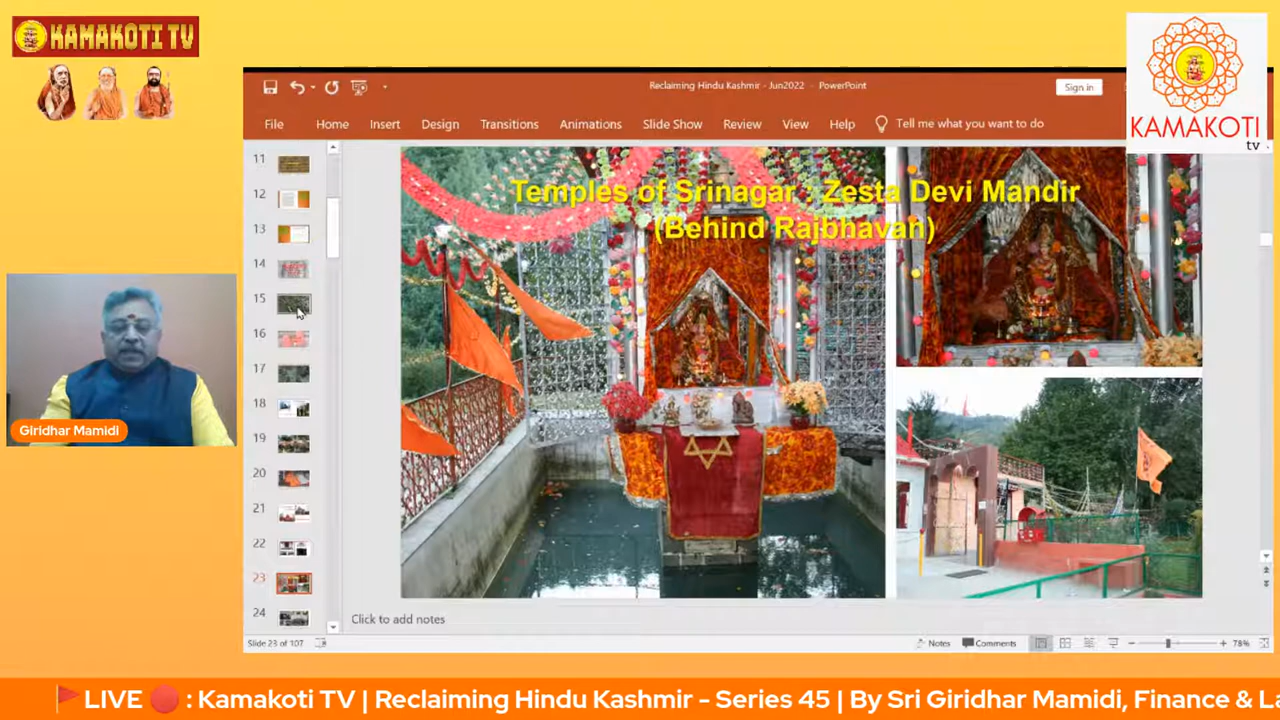 KAMAKOTI TV
KAMAKOTI
tv
Reclaiming Hindu Kashmir - Jun2022 - PowerPoint
Sign in
File Home Insert Design Transitions Animations Slide Show Review View Help Tell me what you want to do
11
12
13
14
15
16
17
18
19
20
21
22
23
24
Temples of Srinagar : Zesta Devi Mandir
(Behind Rajbhavan)
Giridhar Mamidi
Click to add notes
Slide 23 of 107
Notes Comments 78%
LIVE : Kamakoti TV | Reclaiming Hindu Kashmir - Series 45 | By Sri Giridhar Mamidi, Finance & La